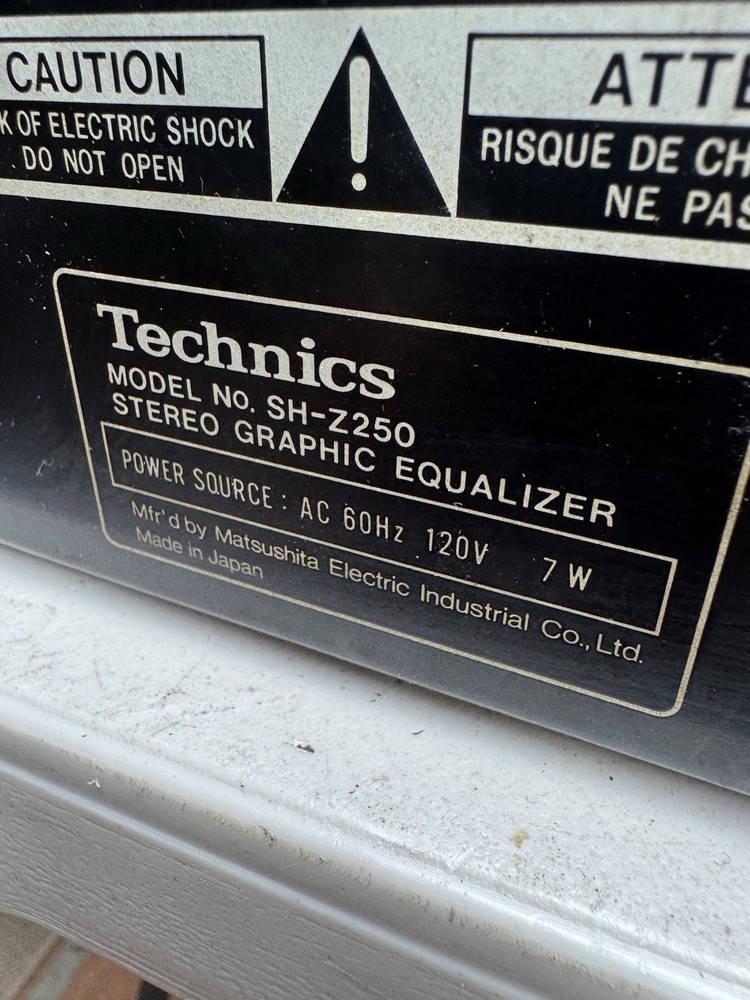 CAUTION
K OF ELECTRIC SHOCK
DO NOT OPEN
!
ATTE
RISQUE DE CH
NE PAS
Technics
MODEL No. SH-Z250
STEREO GRAPHIC EQUALIZER
POWER SOURCE : AC 60Hz 120V 7W
Mfr'd by Matsushita Electric Industrial Co., Ltd.
Made in Japan